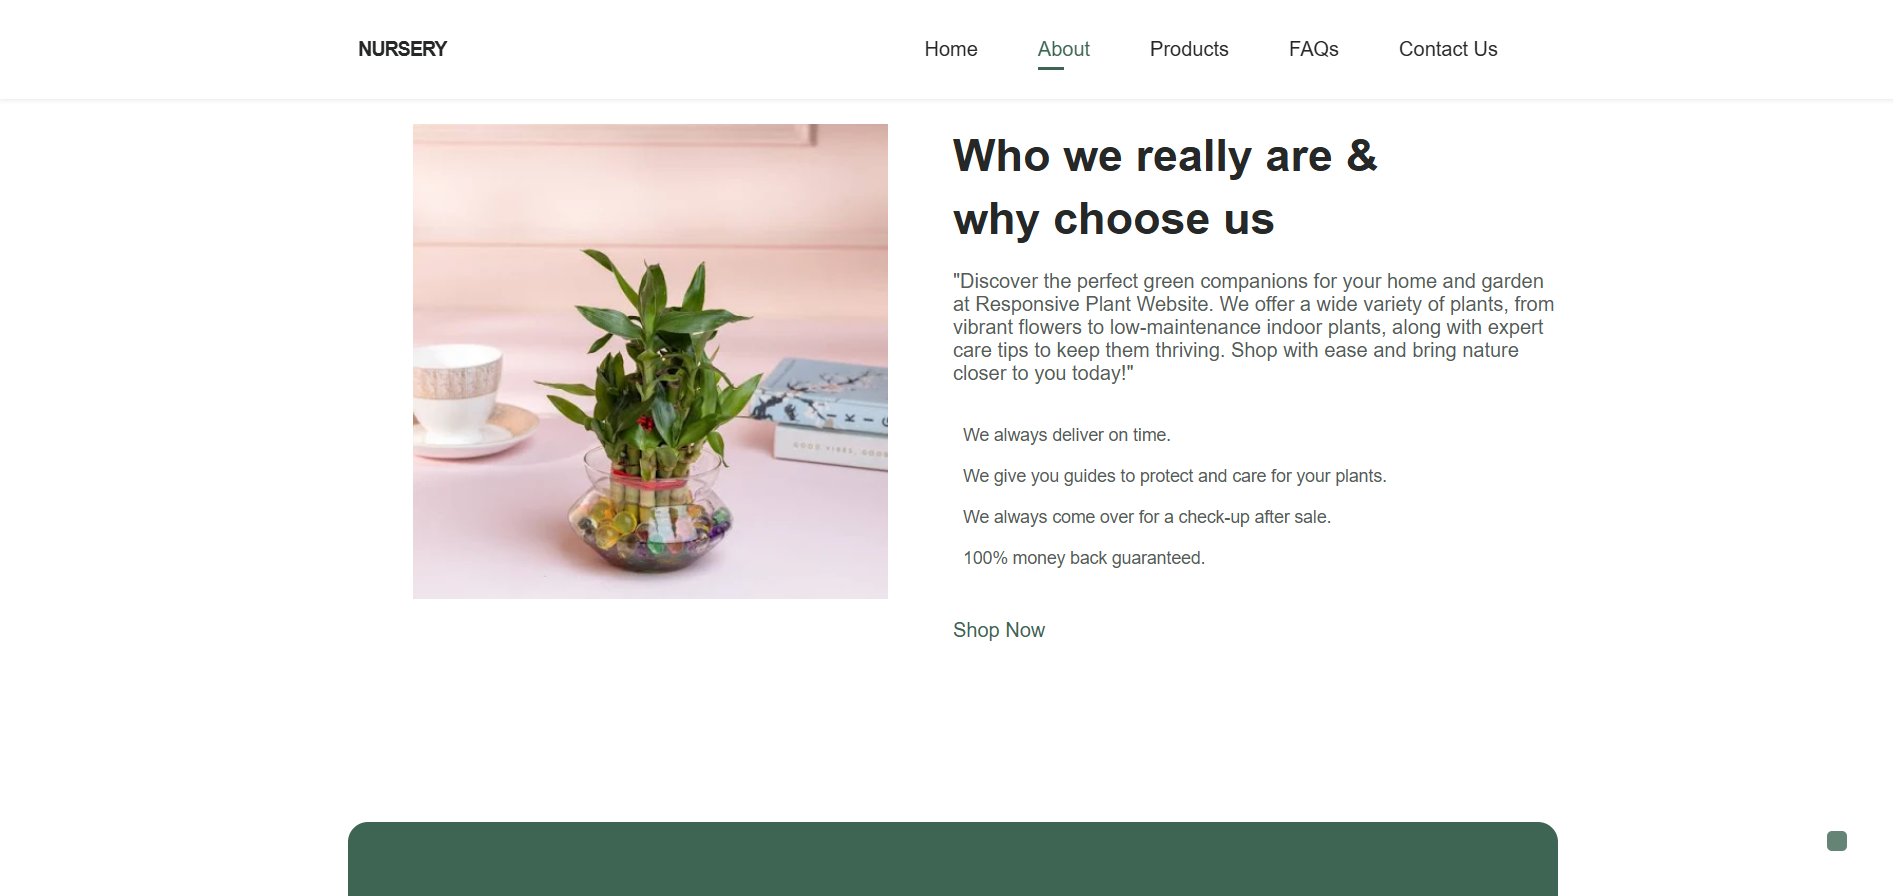 NURSERY
Home
About
Products
FAQs
Contact Us
Who we really are &
why choose us
"Discover the perfect green companions for your home and garden
at Responsive Plant Website. We offer a wide variety of plants, from
vibrant flowers to low-maintenance indoor plants, along with expert
care tips to keep them thriving. Shop with ease and bring nature
closer to you today!"
We always deliver on time.
We give you guides to protect and care for your plants.
We always come over for a check-up after sale.
100% money back guaranteed.
Shop Now
GOOD VIBES, GOOD